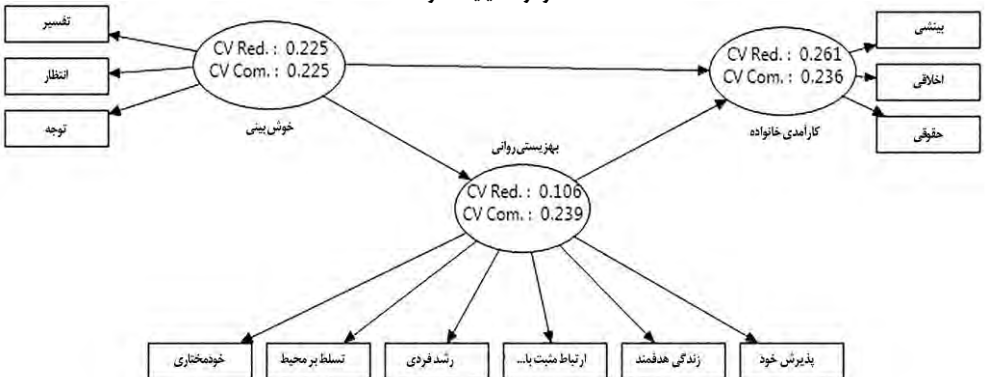 تفسیر
انتظار
توجه
CV Red. : 0.225
CV Com. : 0.225
خوش‌بینی
CV Red. : 0.261
CV Com. : 0.236
کارآمدی خانواده
بینشی
اخلاقی
حقوقی
بهزیستی روانی
CV Red. : 0.106
CV Com. : 0.239
خودمختاری
تسلط بر محیط
رشد فردی
ارتباط مثبت با...
زندگی هدفمند
پذیرش خود